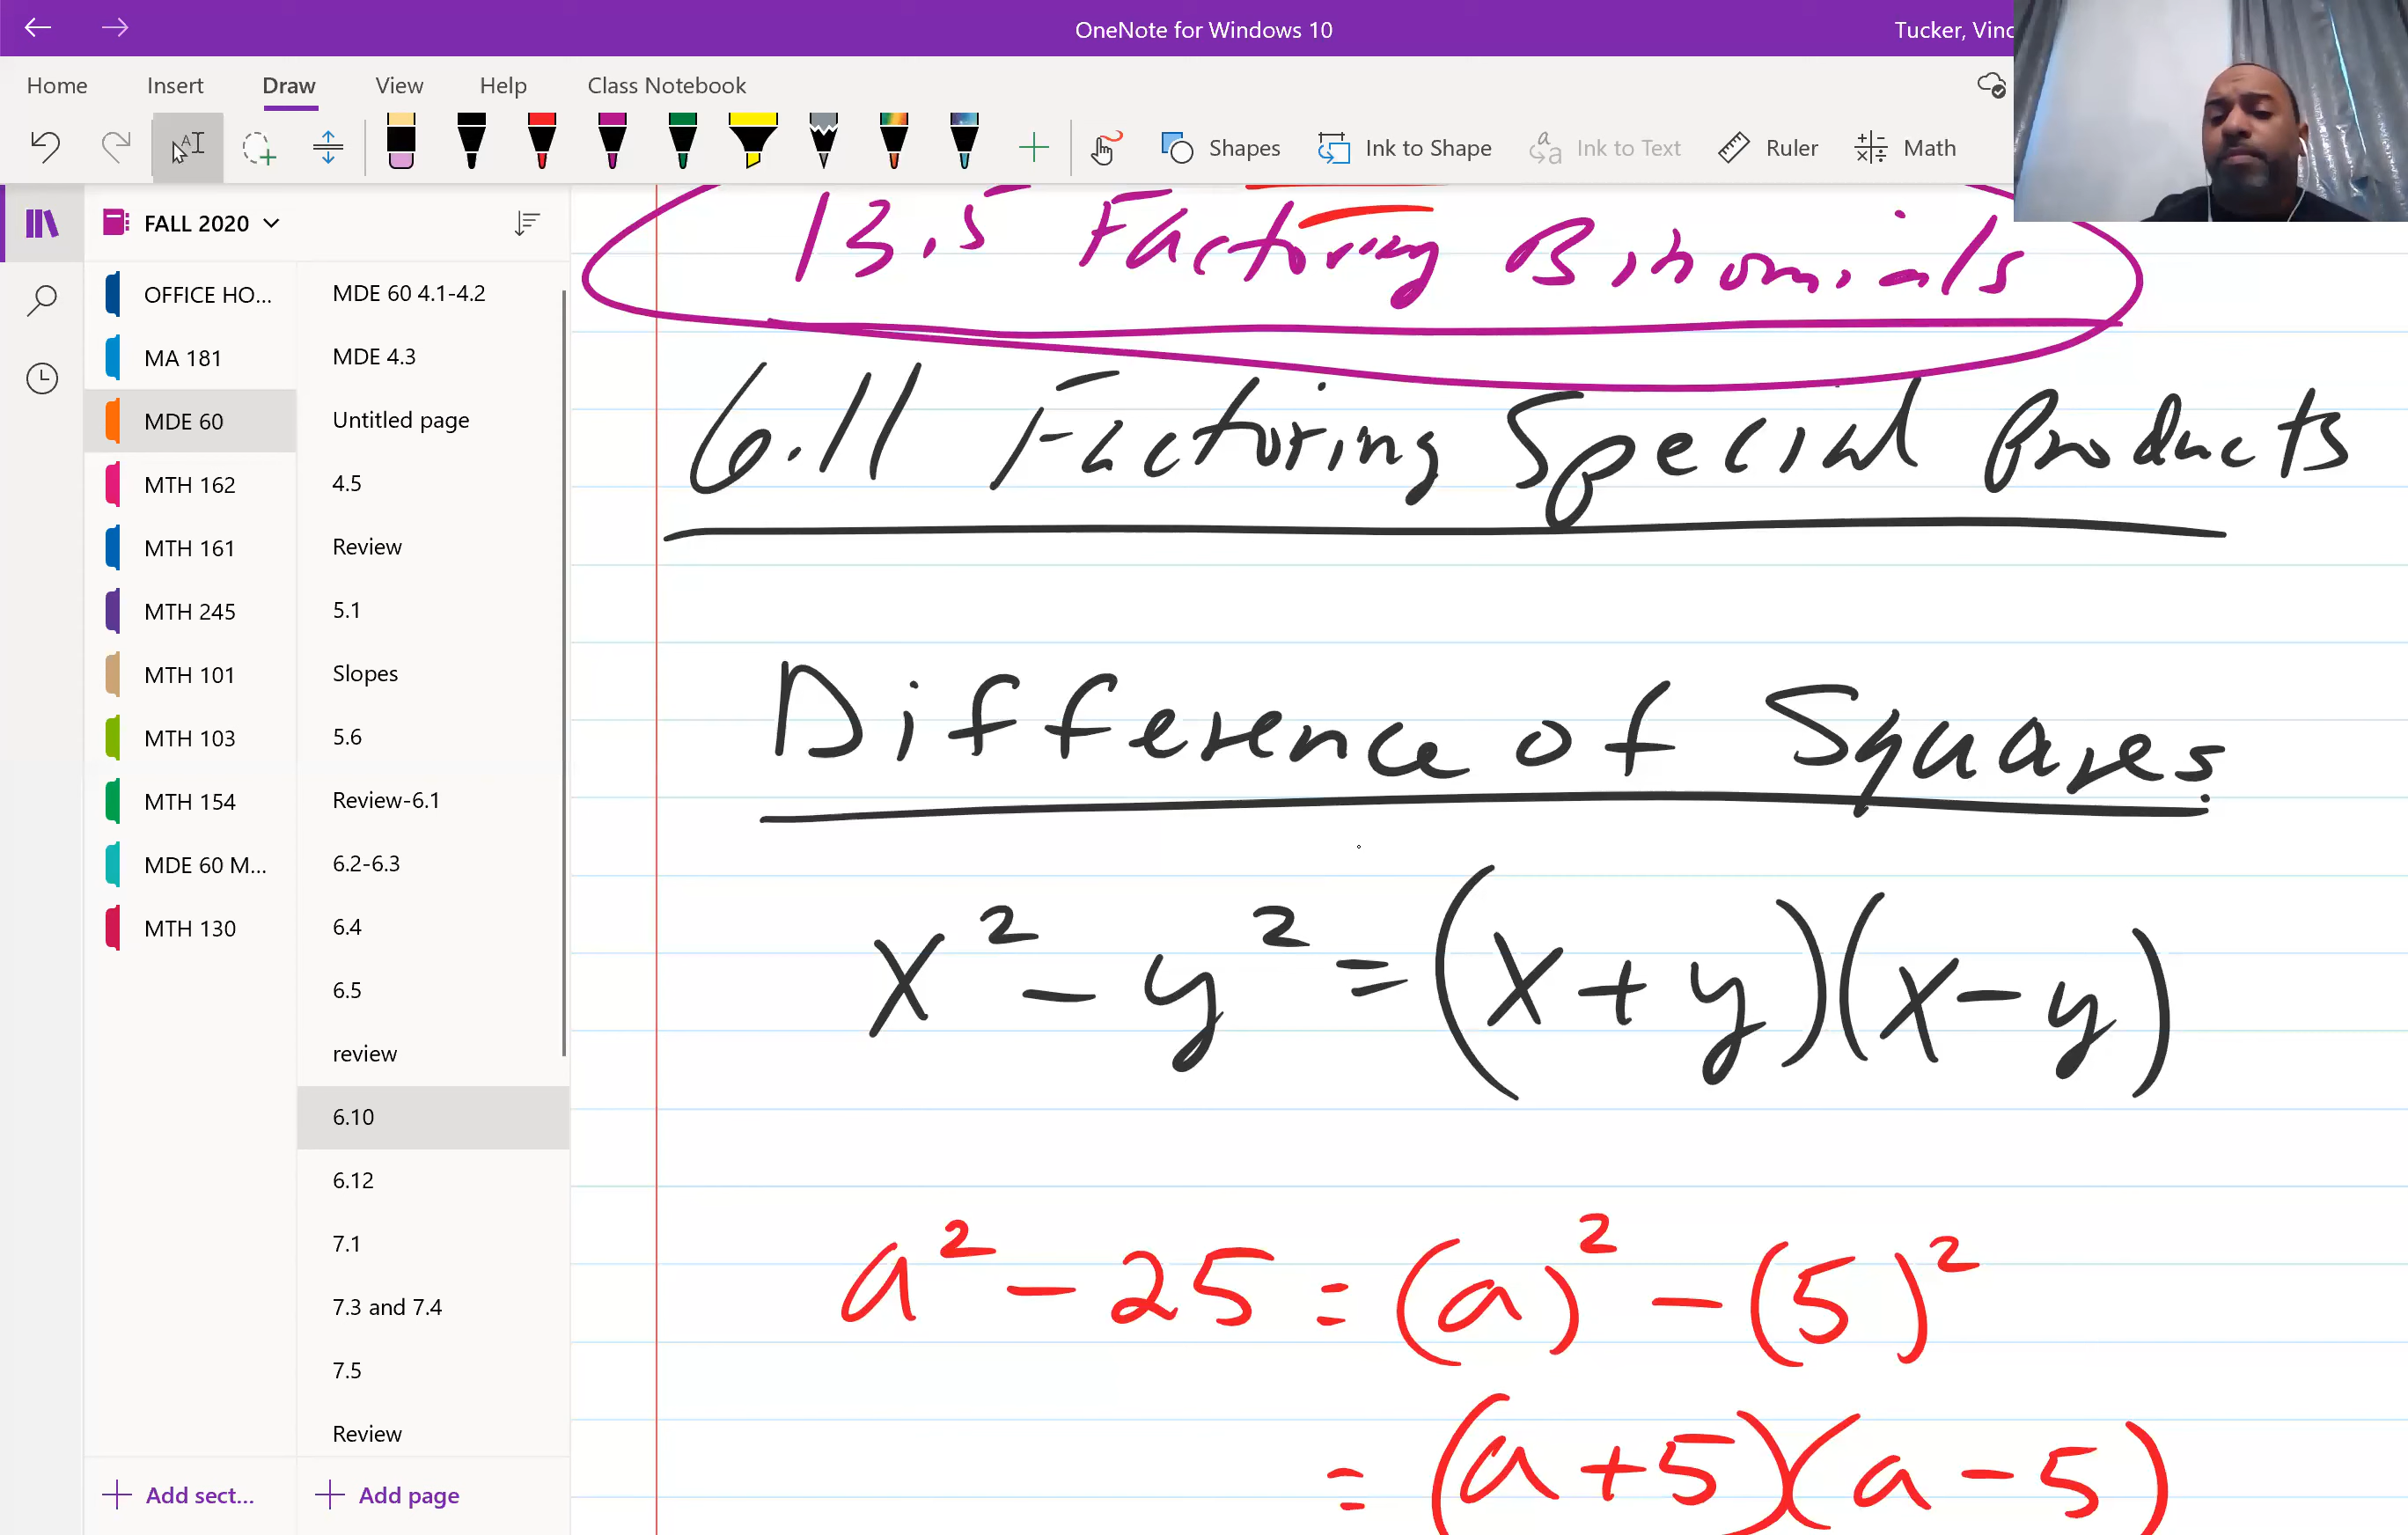 OneNote for Windows 10
Tucker, Vinc
Home Insert Draw View Help Class Notebook
Shapes Ink to Shape Ink to Text Ruler Math
FALL 2020
OFFICE HO...
MA 181
MDE 60
MTH 162
MTH 161
MTH 245
MTH 101
MTH 103
MTH 154
MDE 60 M...
MTH 130
Add sect...
MDE 60 4.1-4.2
MDE 4.3
Untitled page
4.5
Review
5.1
Slopes
5.6
Review-6.1
6.2-6.3
6.4
6.5
review
6.10
6.12
7.1
7.3 and 7.4
7.5
Review
Add page
13.5 Factoring Binomials
6.11 Factoring Special Products
Difference of Squares
x² - y² = (x + y)(x - y)
a² - 25 = (a)² - (5)²
= (a + 5)(a - 5)